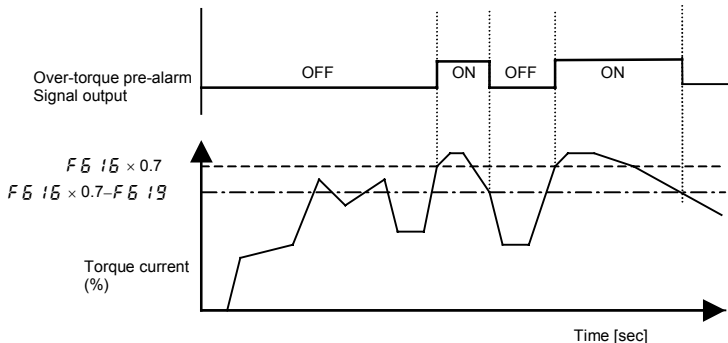 OFF ON OFF ON
Over-torque pre-alarm
Signal output
F616 × 0.7
F616 × 0.7–F619
Torque current
(%)
Time [sec]